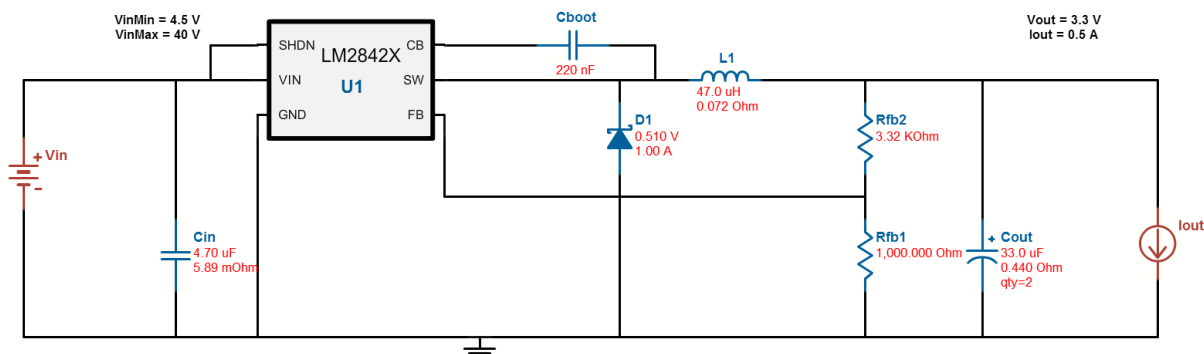 VinMin = 4.5 V
VinMax = 40 V
SHDN
VIN
GND
LM2842X
U1
CB
SW
FB
Cboot
220 nF
L1
47.0 uH
0.072 Ohm
Vout = 3.3 V
Iout = 0.5 A
D1
0.510 V
1.00 A
Rfb2
3.32 KOhm
+
Vin
-
Cin
4.70 uF
5.89 mOhm
Rfb1
1,000.000 Ohm
+
Cout
33.0 uF
0.440 Ohm
qty=2
Iout